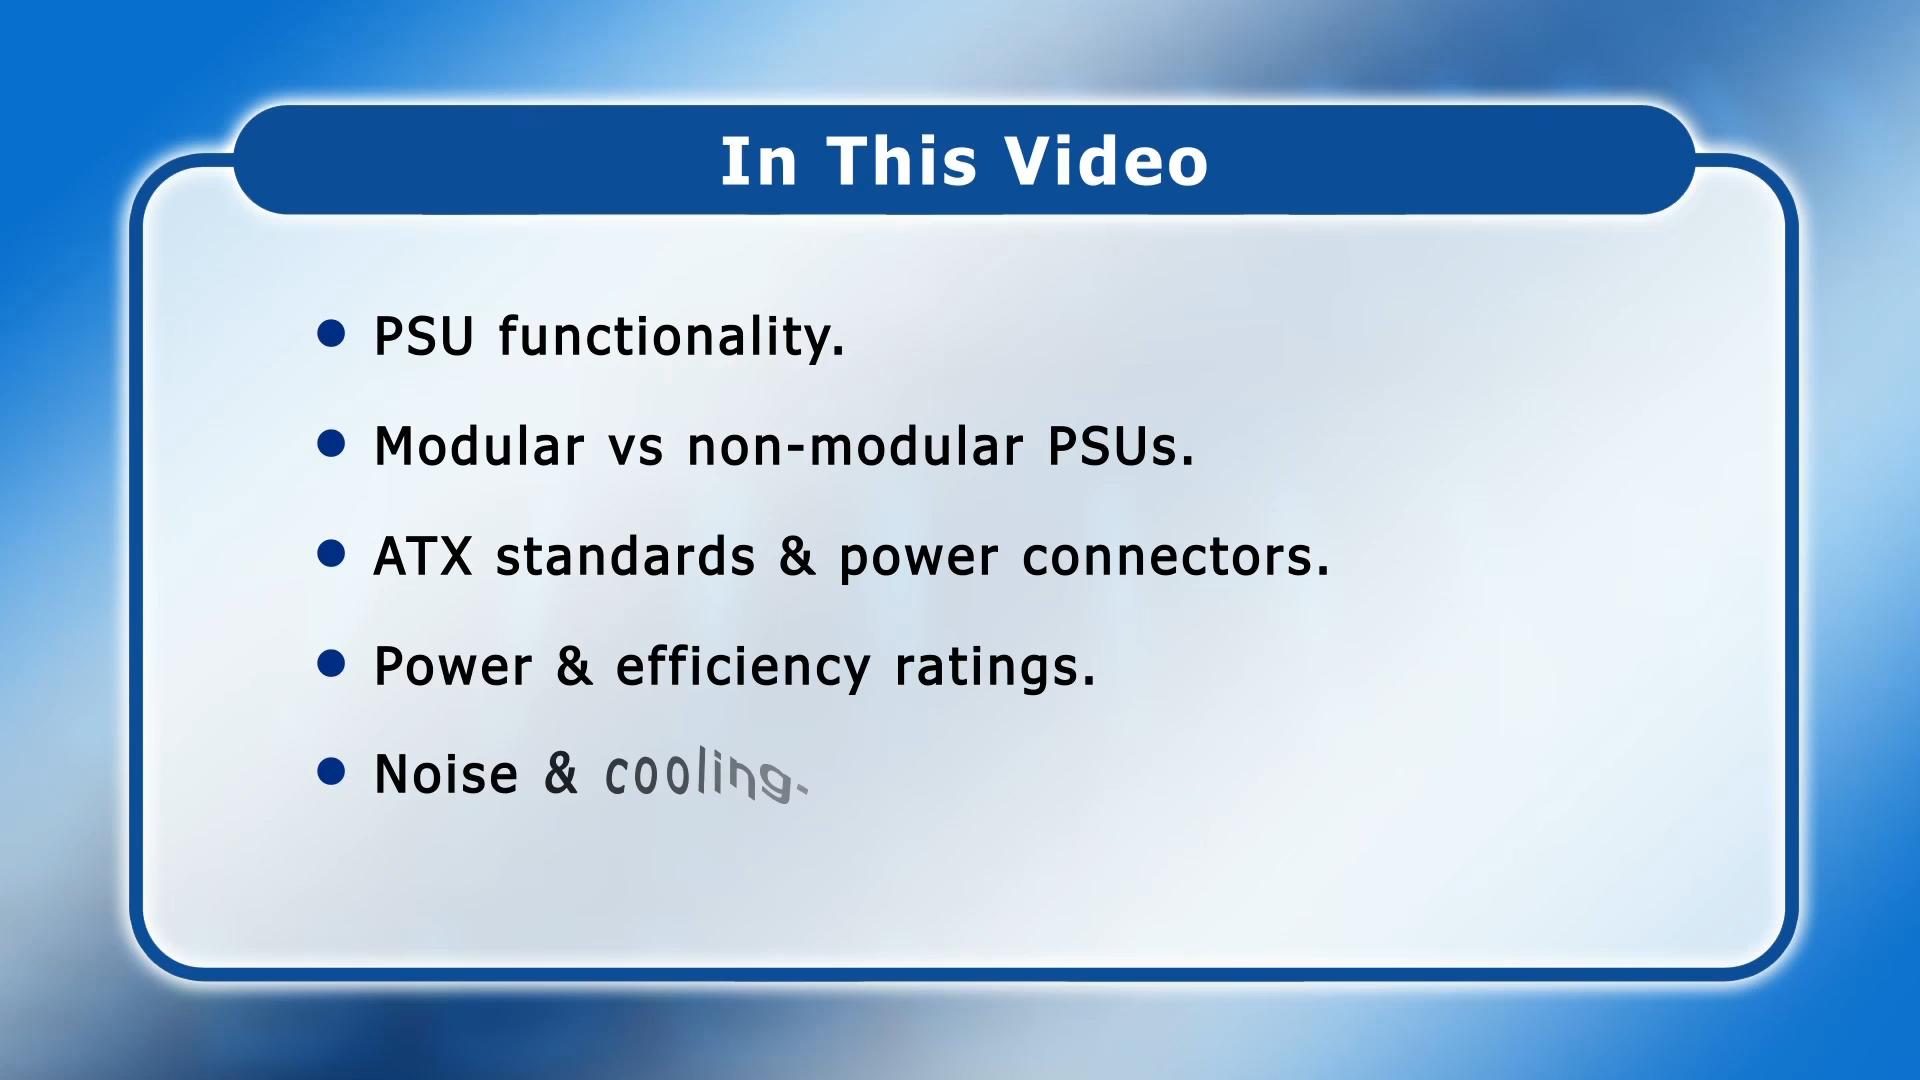 In This Video
PSU functionality.
Modular vs non-modular PSUs.
ATX standards & power connectors.
Power & efficiency ratings.
Noise & cooling.